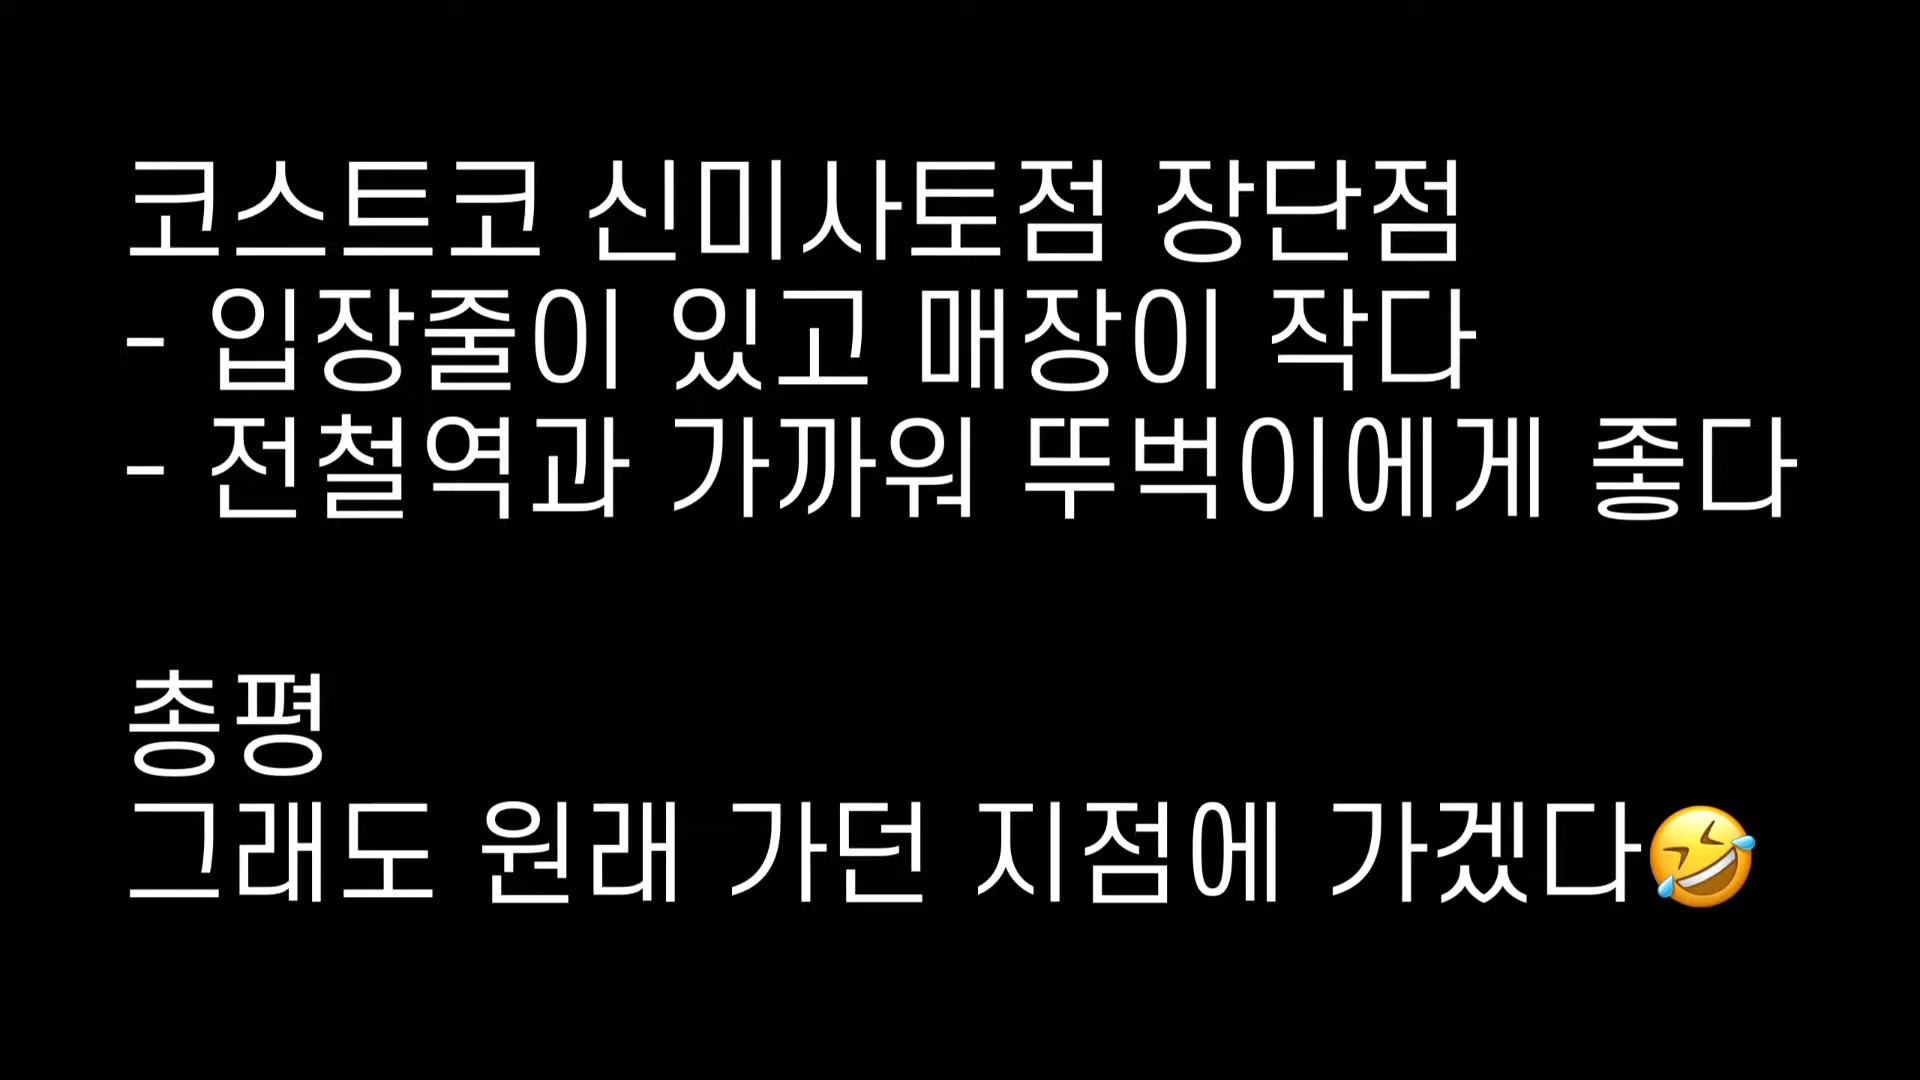 코스트코 신미사토점 장단점
- 입장줄이 있고 매장이 작다
- 전철역과 가까워 뚜벅이에게 좋다
총평
그래도 원래 가던 지점에 가겠다🤣